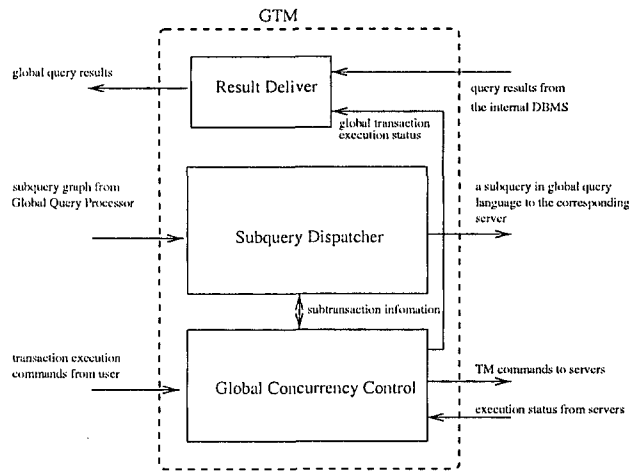 GTM
global query results
Result Deliver
query results from
the internal DBMS
global transaction
execution status
subquery graph from
Global Query Processor
Subquery Dispatcher
a subquery in global query
language to the corresponding
server
subtransaction infomation
transaction execution
commands from user
Global Concurrency Control
TM commands to servers
execution status from servers